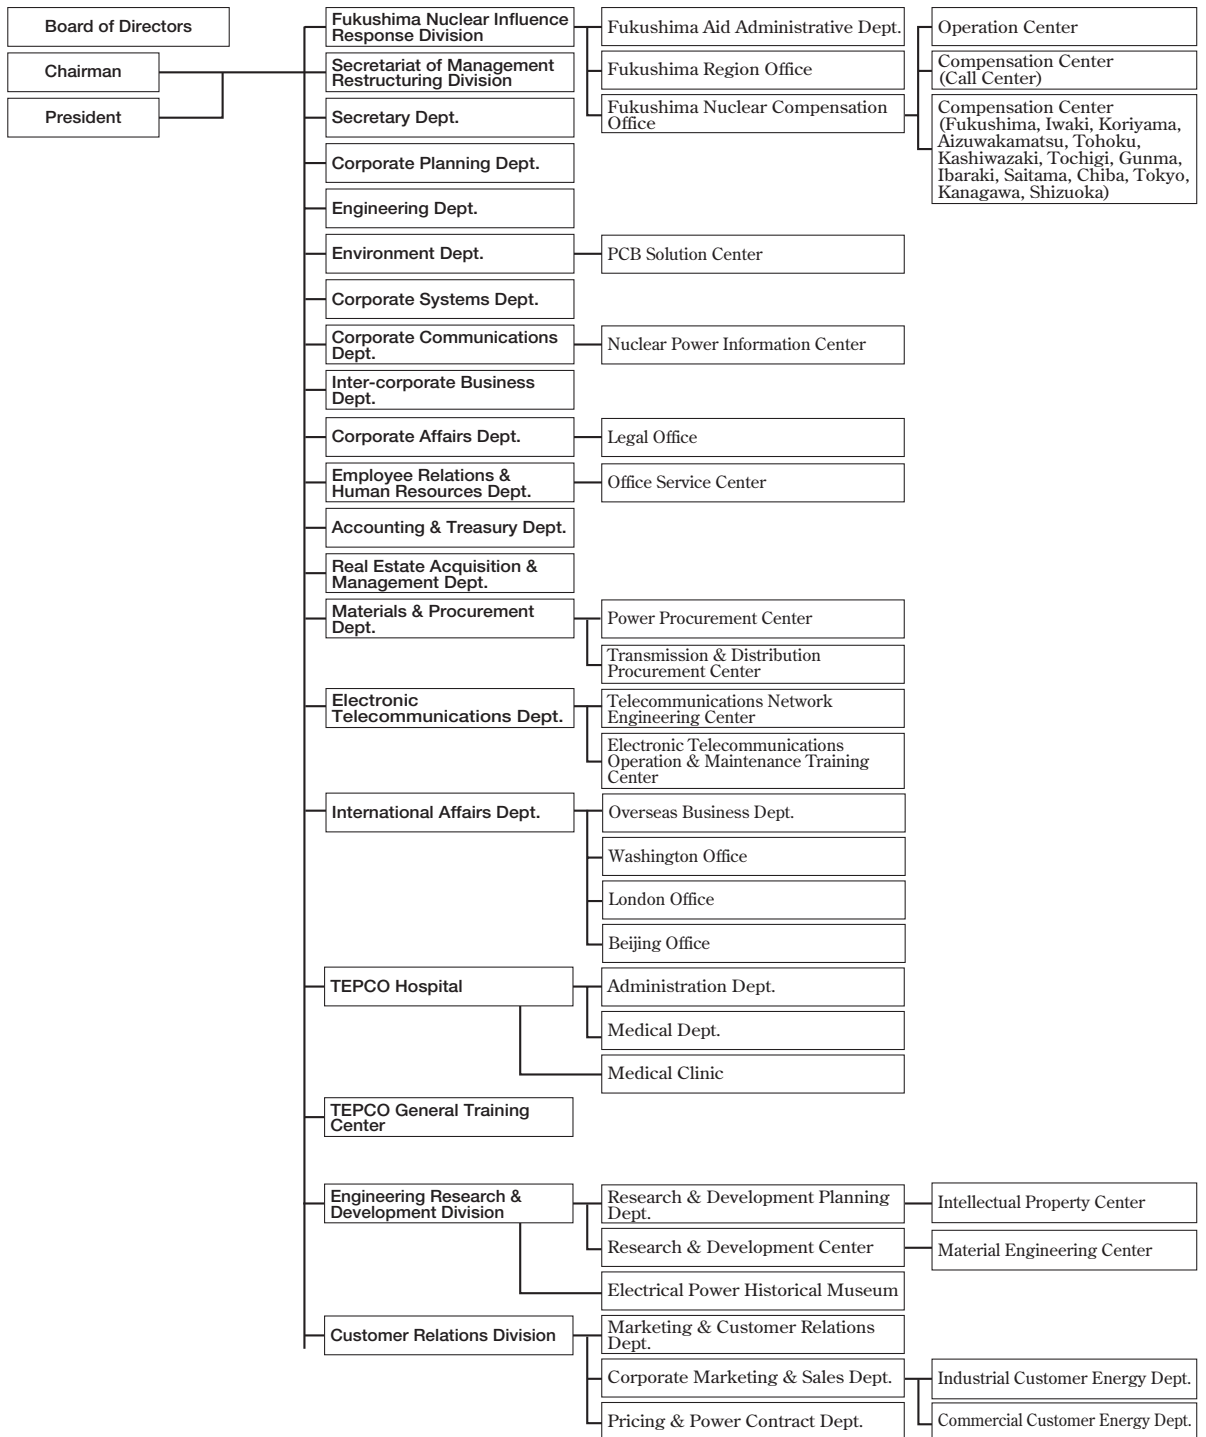 Board of Directors
Chairman
President
Fukushima Nuclear Influence
Response Division
Fukushima Aid Administrative Dept.
Operation Center
Secretariat of Management
Restructuring Division
Fukushima Region Office
Compensation Center
(Call Center)
Secretary Dept.
Fukushima Nuclear Compensation
Office
Compensation Center
(Fukushima, Iwaki, Koriyama,
Aizuwakamatsu, Tohoku,
Kashiwazaki, Tochigi, Gunma,
Ibaraki, Saitama, Chiba, Tokyo,
Kanagawa, Shizuoka)
Corporate Planning Dept.
Engineering Dept.
Environment Dept.
PCB Solution Center
Corporate Systems Dept.
Corporate Communications
Dept.
Nuclear Power Information Center
Inter-corporate Business
Dept.
Corporate Affairs Dept.
Legal Office
Employee Relations &
Human Resources Dept.
Office Service Center
Accounting & Treasury Dept.
Real Estate Acquisition &
Management Dept.
Materials & Procurement
Dept.
Power Procurement Center
Transmission & Distribution
Procurement Center
Electronic
Telecommunications Dept.
Telecommunications Network
Engineering Center
Electronic Telecommunications
Operation & Maintenance Training
Center
International Affairs Dept.
Overseas Business Dept.
Washington Office
London Office
Beijing Office
TEPCO Hospital
Administration Dept.
Medical Dept.
Medical Clinic
TEPCO General Training
Center
Engineering Research &
Development Division
Research & Development Planning
Dept.
Intellectual Property Center
Research & Development Center
Material Engineering Center
Electrical Power Historical Museum
Customer Relations Division
Marketing & Customer Relations
Dept.
Corporate Marketing & Sales Dept.
Industrial Customer Energy Dept.
Pricing & Power Contract Dept.
Commercial Customer Energy Dept.